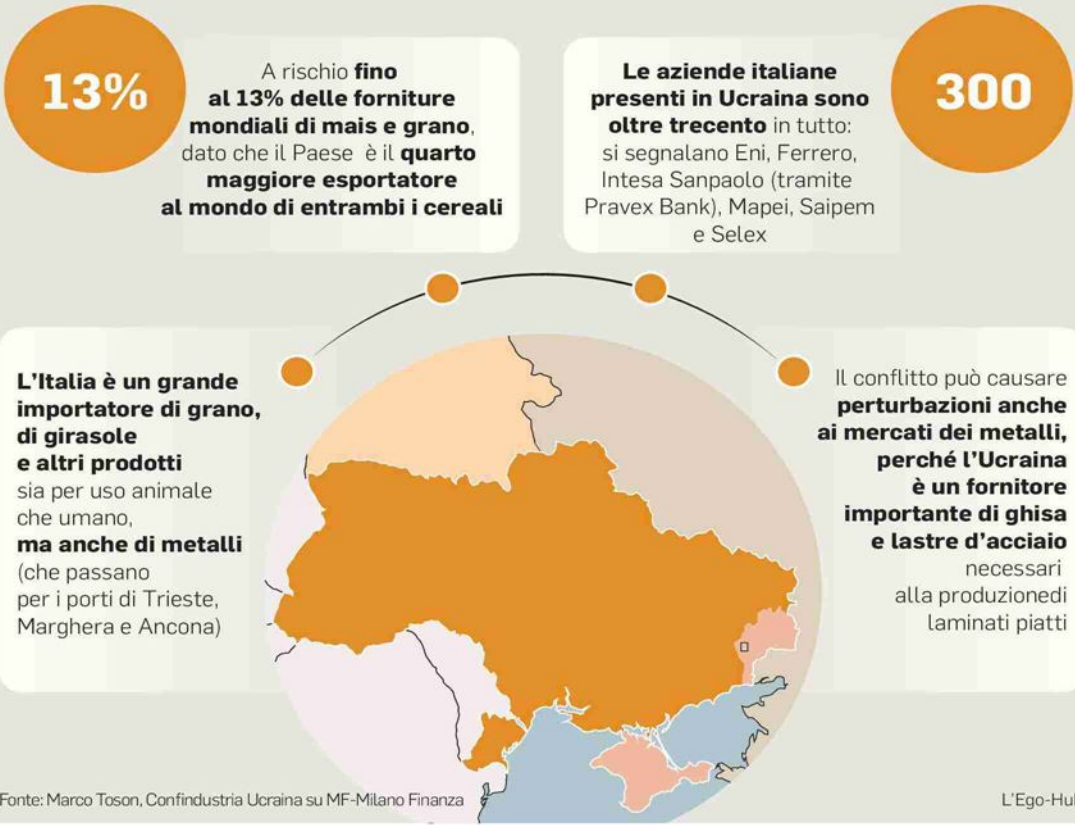 13%
A rischio fino
al 13% delle forniture
mondiali di mais e grano,
dato che il Paese è il quarto
maggiore esportatore
al mondo di entrambi i cereali
Le aziende italiane
presenti in Ucraina sono
oltre trecento in tutto:
si segnalano Eni, Ferrero,
Intesa Sanpaolo (tramite
Pravex Bank), Mapei, Saipem
e Selex
300
L'Italia è un grande
importatore di grano,
di girasole
e altri prodotti
sia per uso animale
che umano,
ma anche di metalli
(che passano
per i porti di Trieste,
Marghera e Ancona)
Il conflitto può causare
perturbazioni anche
ai mercati dei metalli,
perché l'Ucraina
è un fornitore
importante di ghisa
e lastre d'acciaio
necessari
alla produzionedi
laminati piatti
Fonte: Marco Toson, Confindustria Ucraina su MF-Milano Finanza
L'Ego-Hub